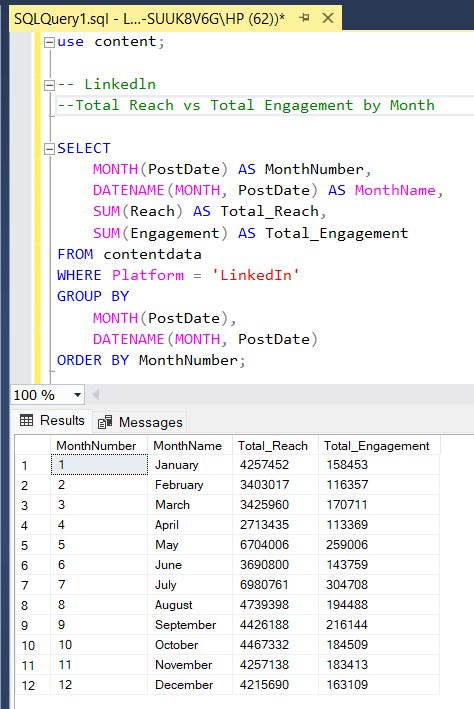 SQLQuery1.sql - L...-SUUK8V6G\HP (62))*
use content;
-- Linkedln
--Total Reach vs Total Engagement by Month
SELECT
MONTH(PostDate) AS MonthNumber,
DATENAME(MONTH, PostDate) AS MonthName,
SUM(Reach) AS Total_Reach,
SUM(Engagement) AS Total_Engagement
FROM contentdata
WHERE Platform = 'LinkedIn'
GROUP BY
MONTH(PostDate),
DATENAME(MONTH, PostDate)
ORDER BY MonthNumber;
100 %
Results Messages
MonthNumber MonthName Total_Reach Total_Engagement
1 1 January 4257452 158453
2 2 February 3403017 116357
3 3 March 3425960 170711
4 4 April 2713435 113369
5 5 May 6704006 259006
6 6 June 3690800 143759
7 7 July 6980761 304708
8 8 August 4739398 194488
9 9 September 4426188 216144
10 10 October 4467332 184509
11 11 November 4257138 183413
12 12 December 4215690 163109